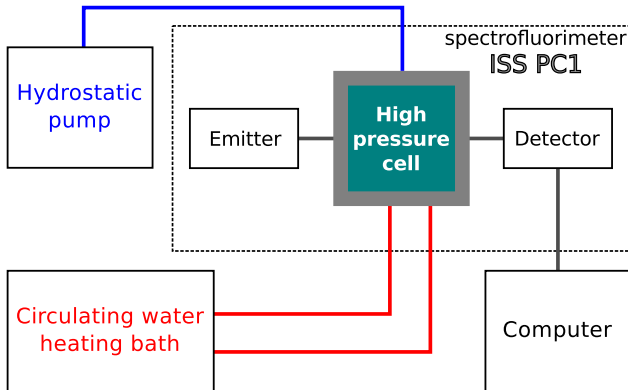 spectrofluorimeter
ISS PC1
Hydrostatic
pump
Emitter
High
pressure
cell
Detector
Circulating water
heating bath
Computer